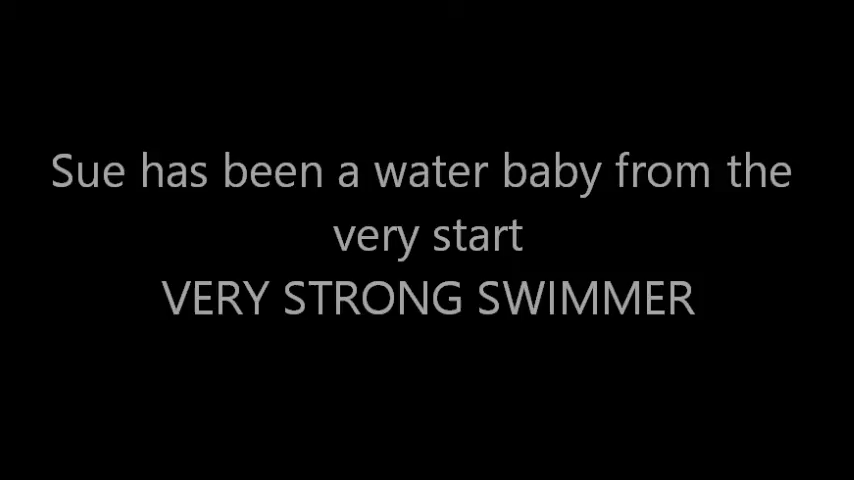 Sue has been a water baby from the
very start
VERY STRONG SWIMMER